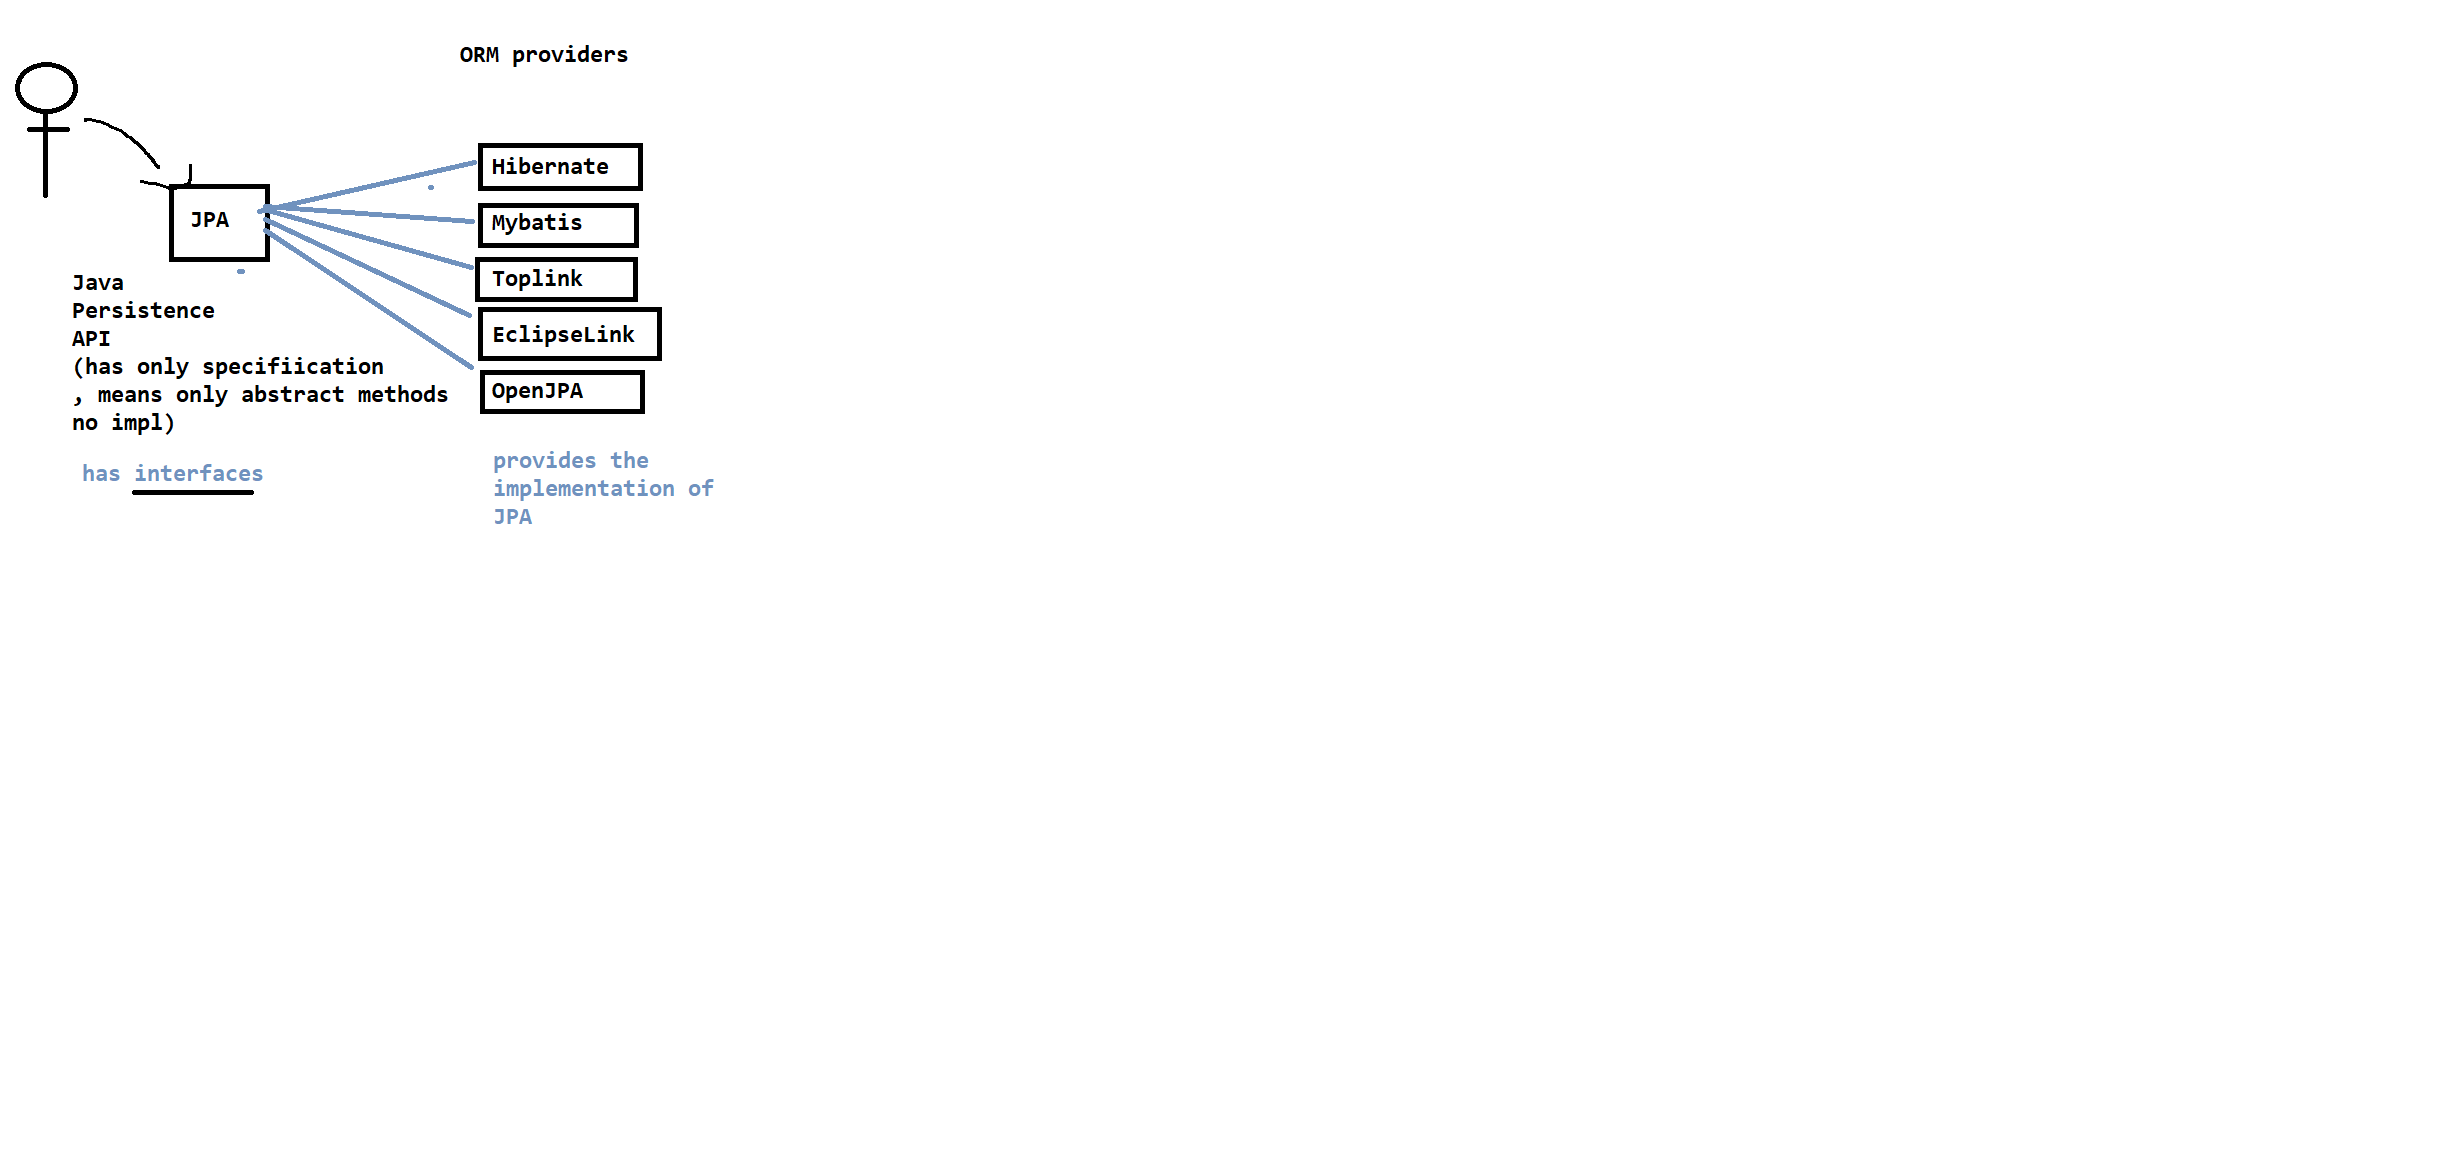 ORM providers
Hibernate
JPA
Mybatis
Toplink
EclipseLink
OpenJPA
Java
Persistence
API
(has only specifiication
, means only abstract methods
no impl)
has interfaces
provides the
implementation of
JPA